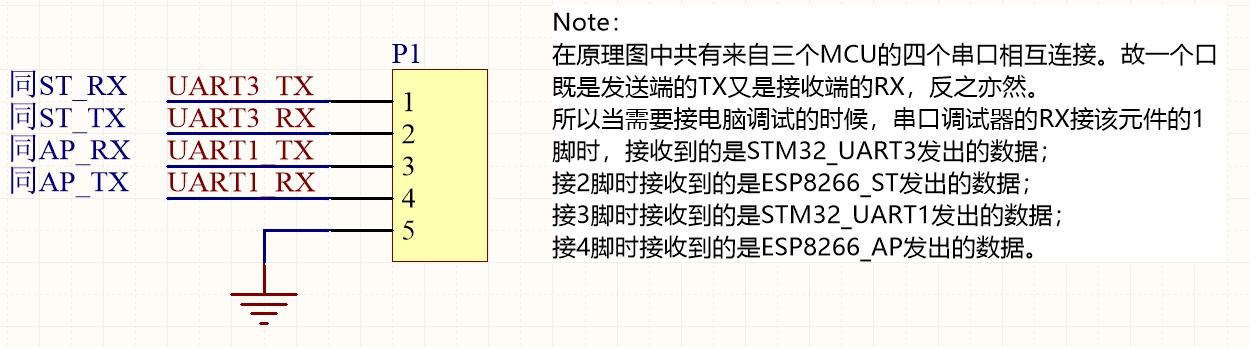 P1
同ST_RX UART3_TX 1
同ST_TX UART3_RX 2
同AP_RX UART1_TX 3
同AP_TX UART1_RX 4
5
Note：
在原理图中共有来自三个MCU的四个串口相互连接。故一个口
既是发送端的TX又是接收端的RX，反之亦然。
所以当需要接电脑调试的时候，串口调试器的RX接该元件的1
脚时，接收到的是STM32_UART3发出的数据；
接2脚时接收到的是ESP8266_ST发出的数据；
接3脚时接收到的是STM32_UART1发出的数据；
接4脚时接收到的是ESP8266_AP发出的数据。